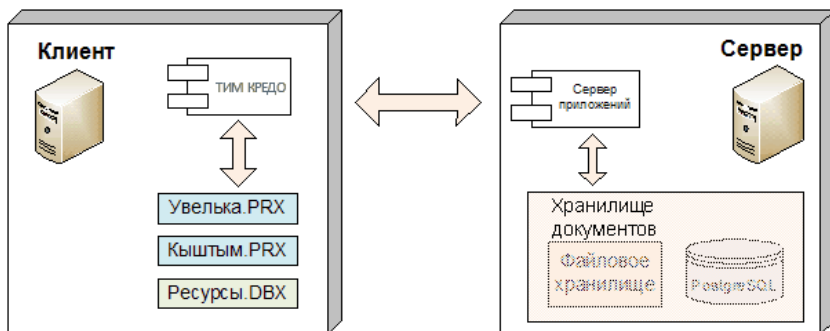 Клиент
ТИМ КРЕДО
Увелька.PRX
Кыштым.PRX
Ресурсы.DBX
Сервер
Сервер
приложений
Хранилище
документов
Файловое
хранилище
PostgreSQL